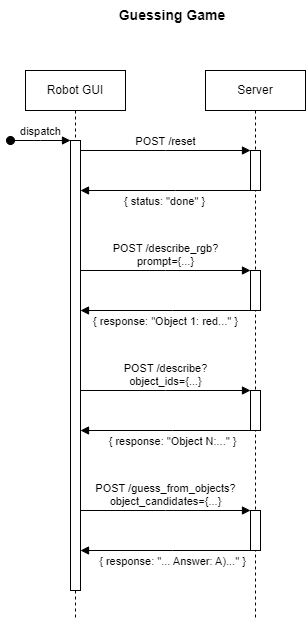 Guessing Game
Robot GUI
Server
dispatch
POST /reset
{ status: "done" }
POST /describe_rgb?
prompt={...}
{ response: "Object 1: red..." }
POST /describe?
object_ids={...}
{ response: "Object N:..." }
POST /guess_from_objects?
object_candidates={...}
{ response: "... Answer: A)..." }